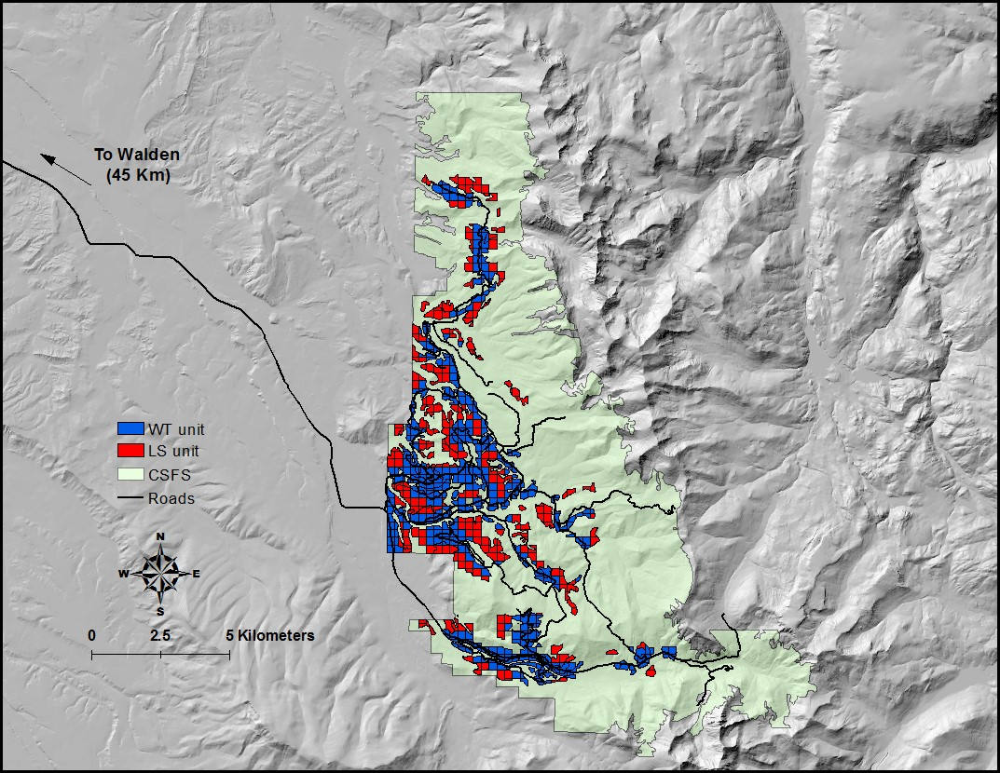 To Walden
(45 Km)
WT unit
LS unit
CSFS
Roads
N
W E
S
0 2.5 5 Kilometers